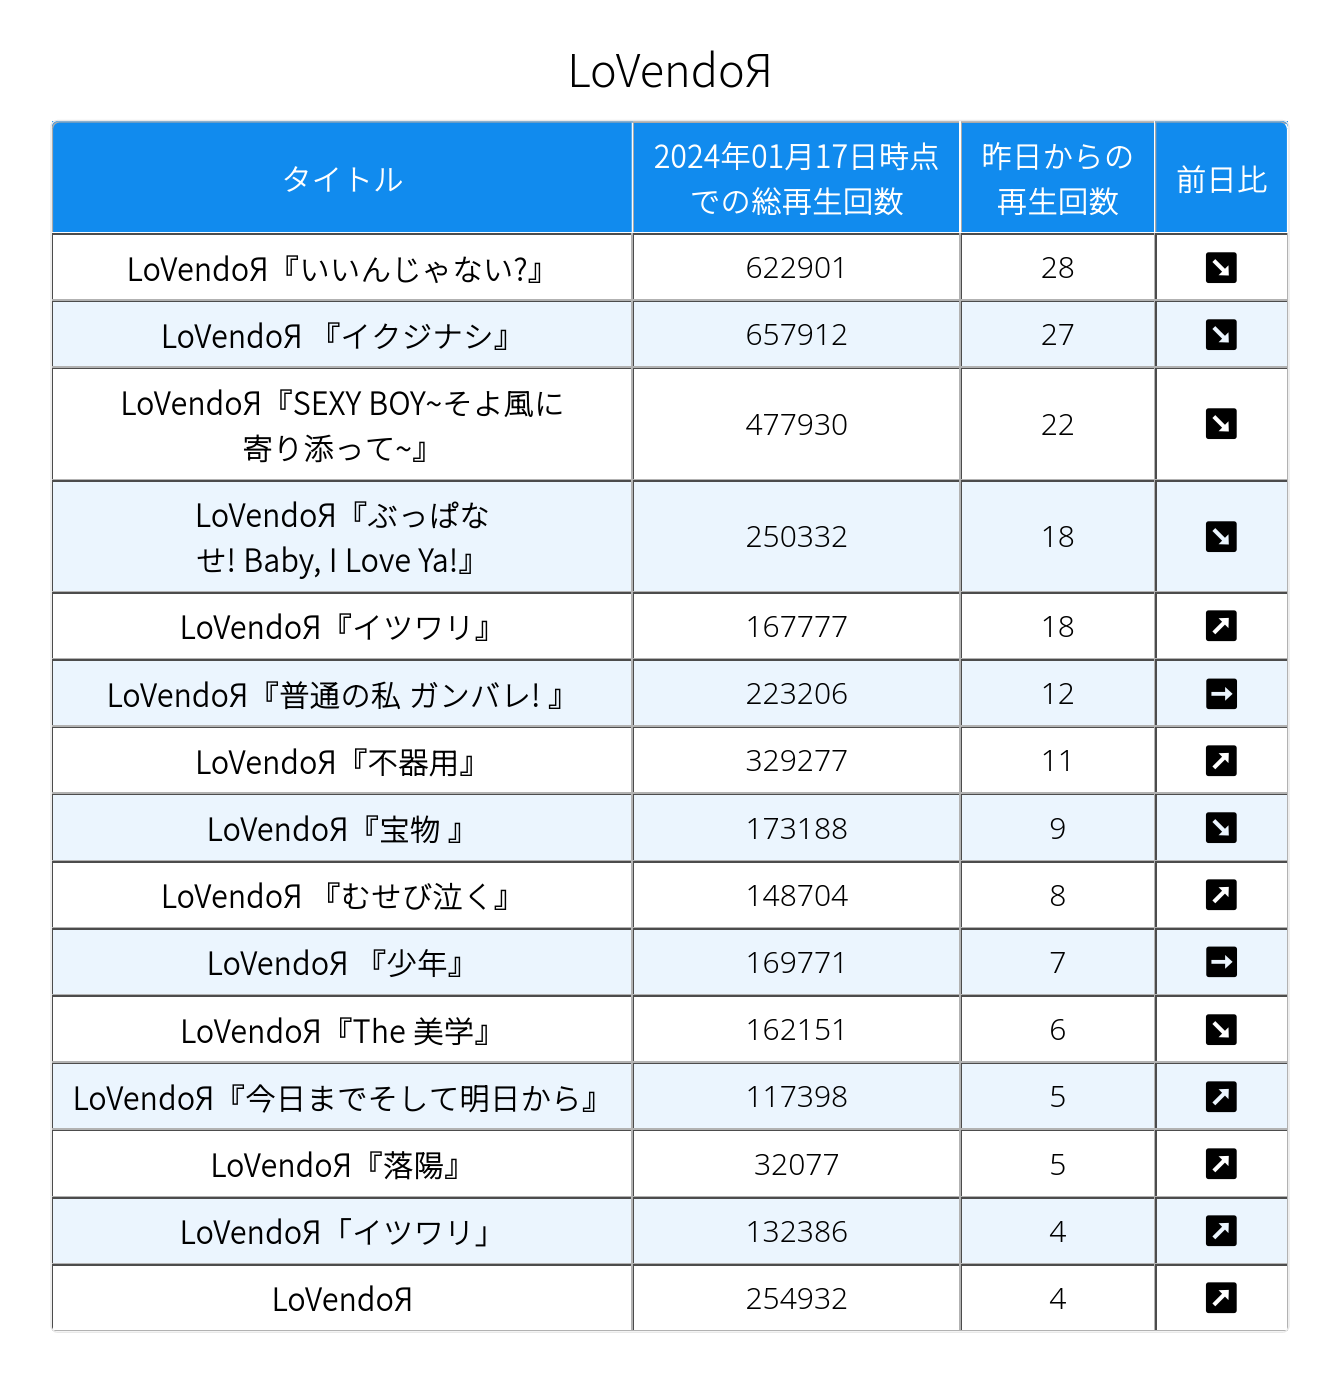 LoVendoЯ
タイトル
2024年01月17日時点
での総再生回数
昨日からの
再生回数
前日比
LoVendoЯ『いいんじゃない?』 622901 28 ↘
LoVendoЯ 『イクジナシ』 657912 27 ↘
LoVendoЯ『SEXY BOY~そよ風に
寄り添って~』 477930 22 ↘
LoVendoЯ『ぶっぱな
せ! Baby, I Love Ya!』 250332 18 ↘
LoVendoЯ『イツワリ』 167777 18 ↗
LoVendoЯ『普通の私 ガンバレ! 』 223206 12 →
LoVendoЯ『不器用』 329277 11 ↗
LoVendoЯ『宝物 』 173188 9 ↘
LoVendoЯ 『むせび泣く』 148704 8 ↗
LoVendoЯ 『少年』 169771 7 →
LoVendoЯ『The 美学』 162151 6 ↘
LoVendoЯ『今日までそして明日から』 117398 5 ↗
LoVendoЯ『落陽』 32077 5 ↗
LoVendoЯ「イツワリ」 132386 4 ↗
LoVendoЯ 254932 4 ↗